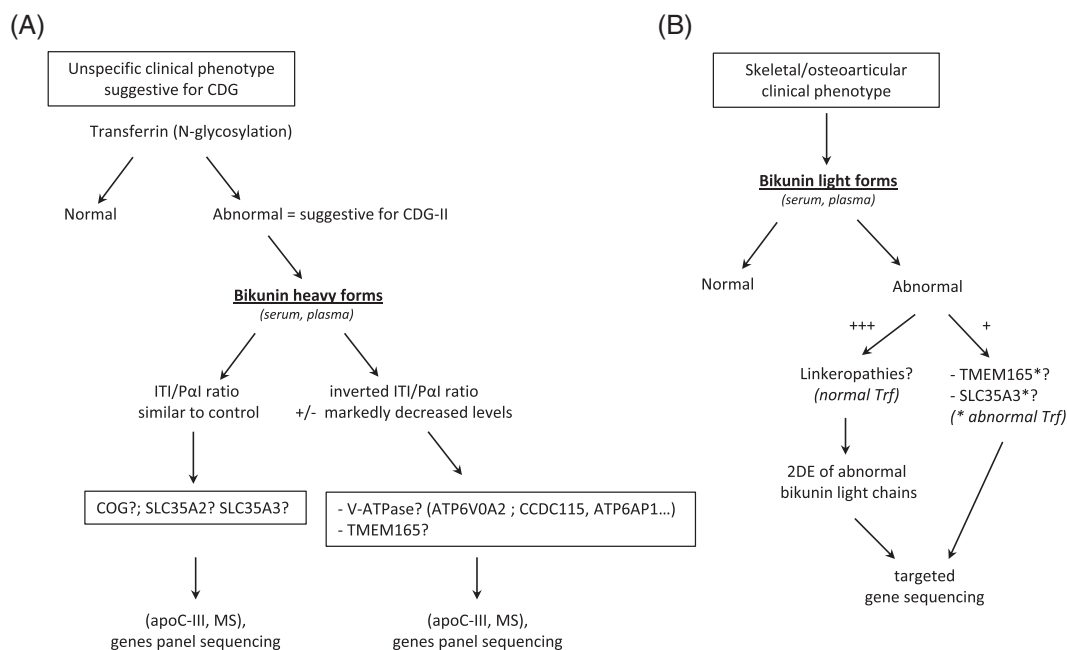 (A)
Unspecific clinical phenotype
suggestive for CDG
Transferrin (N-glycosylation)
Normal
Abnormal = suggestive for CDG-II
Bikunin heavy forms
(serum, plasma)
ITI/PαI ratio
similar to control
inverted ITI/PαI ratio
+/- markedly decreased levels
COG?; SLC35A2? SLC35A3?
- V-ATPase? (ATP6V0A2 ; CCDC115, ATP6AP1...)
- TMEM165?
(apoC-III, MS),
genes panel sequencing
(apoC-III, MS),
genes panel sequencing
(B)
Skeletal/osteoarticular
clinical phenotype
Bikunin light forms
(serum, plasma)
Normal
Abnormal
+++
+
Linkeropathies?
(normal Trf)
- TMEM165*?
- SLC35A3*?
(* abnormal Trf)
2DE of abnormal
bikunin light chains
targeted
gene sequencing